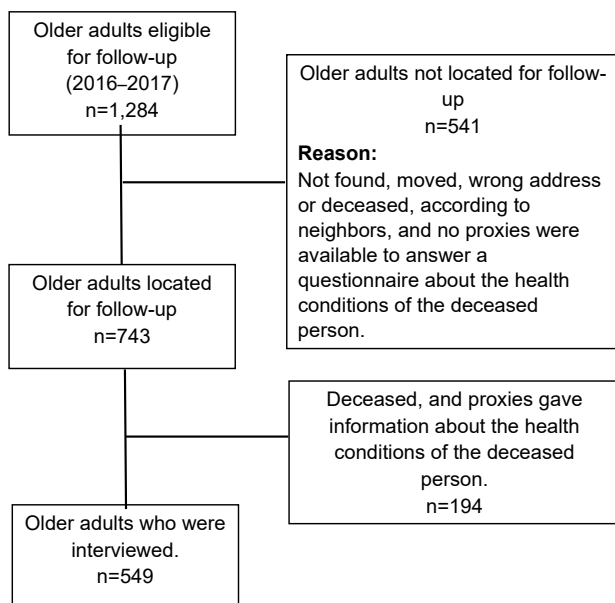 Older adults eligible
for follow-up
(2016–2017)
n=1,284
Older adults not located for follow-
up
n=541
Reason:
Not found, moved, wrong address
or deceased, according to
neighbors, and no proxies were
available to answer a
questionnaire about the health
conditions of the deceased
person.
Older adults located
for follow-up
n=743
Deceased, and proxies gave
information about the health
conditions of the deceased
person.
n=194
Older adults who were
interviewed.
n=549